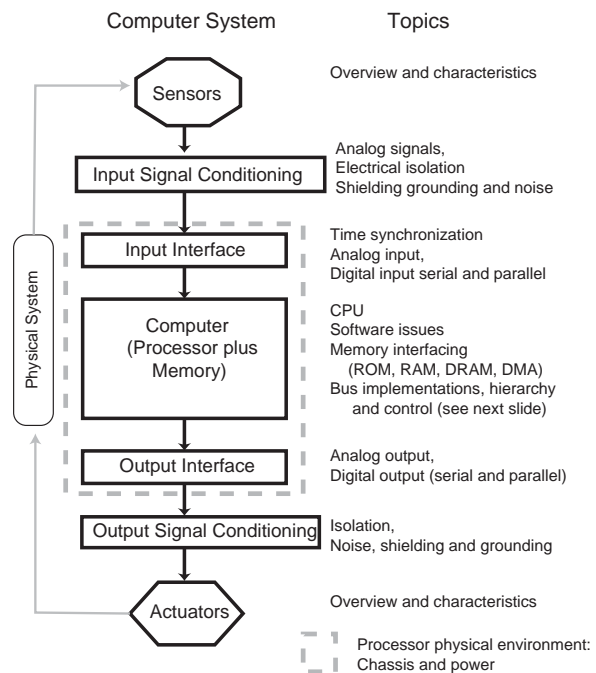 Computer System
Topics
Sensors
Overview and characteristics
Input Signal Conditioning
Analog signals,
Electrical isolation
Shielding grounding and noise
Input Interface
Time synchronization
Analog input,
Digital input serial and parallel
Physical System
Computer
(Processor plus
Memory)
CPU
Software issues
Memory interfacing
(ROM, RAM, DRAM, DMA)
Bus implementations, hierarchy
and control (see next slide)
Output Interface
Analog output,
Digital output (serial and parallel)
Output Signal Conditioning
Isolation,
Noise, shielding and grounding
Actuators
Overview and characteristics
Processor physical environment:
Chassis and power